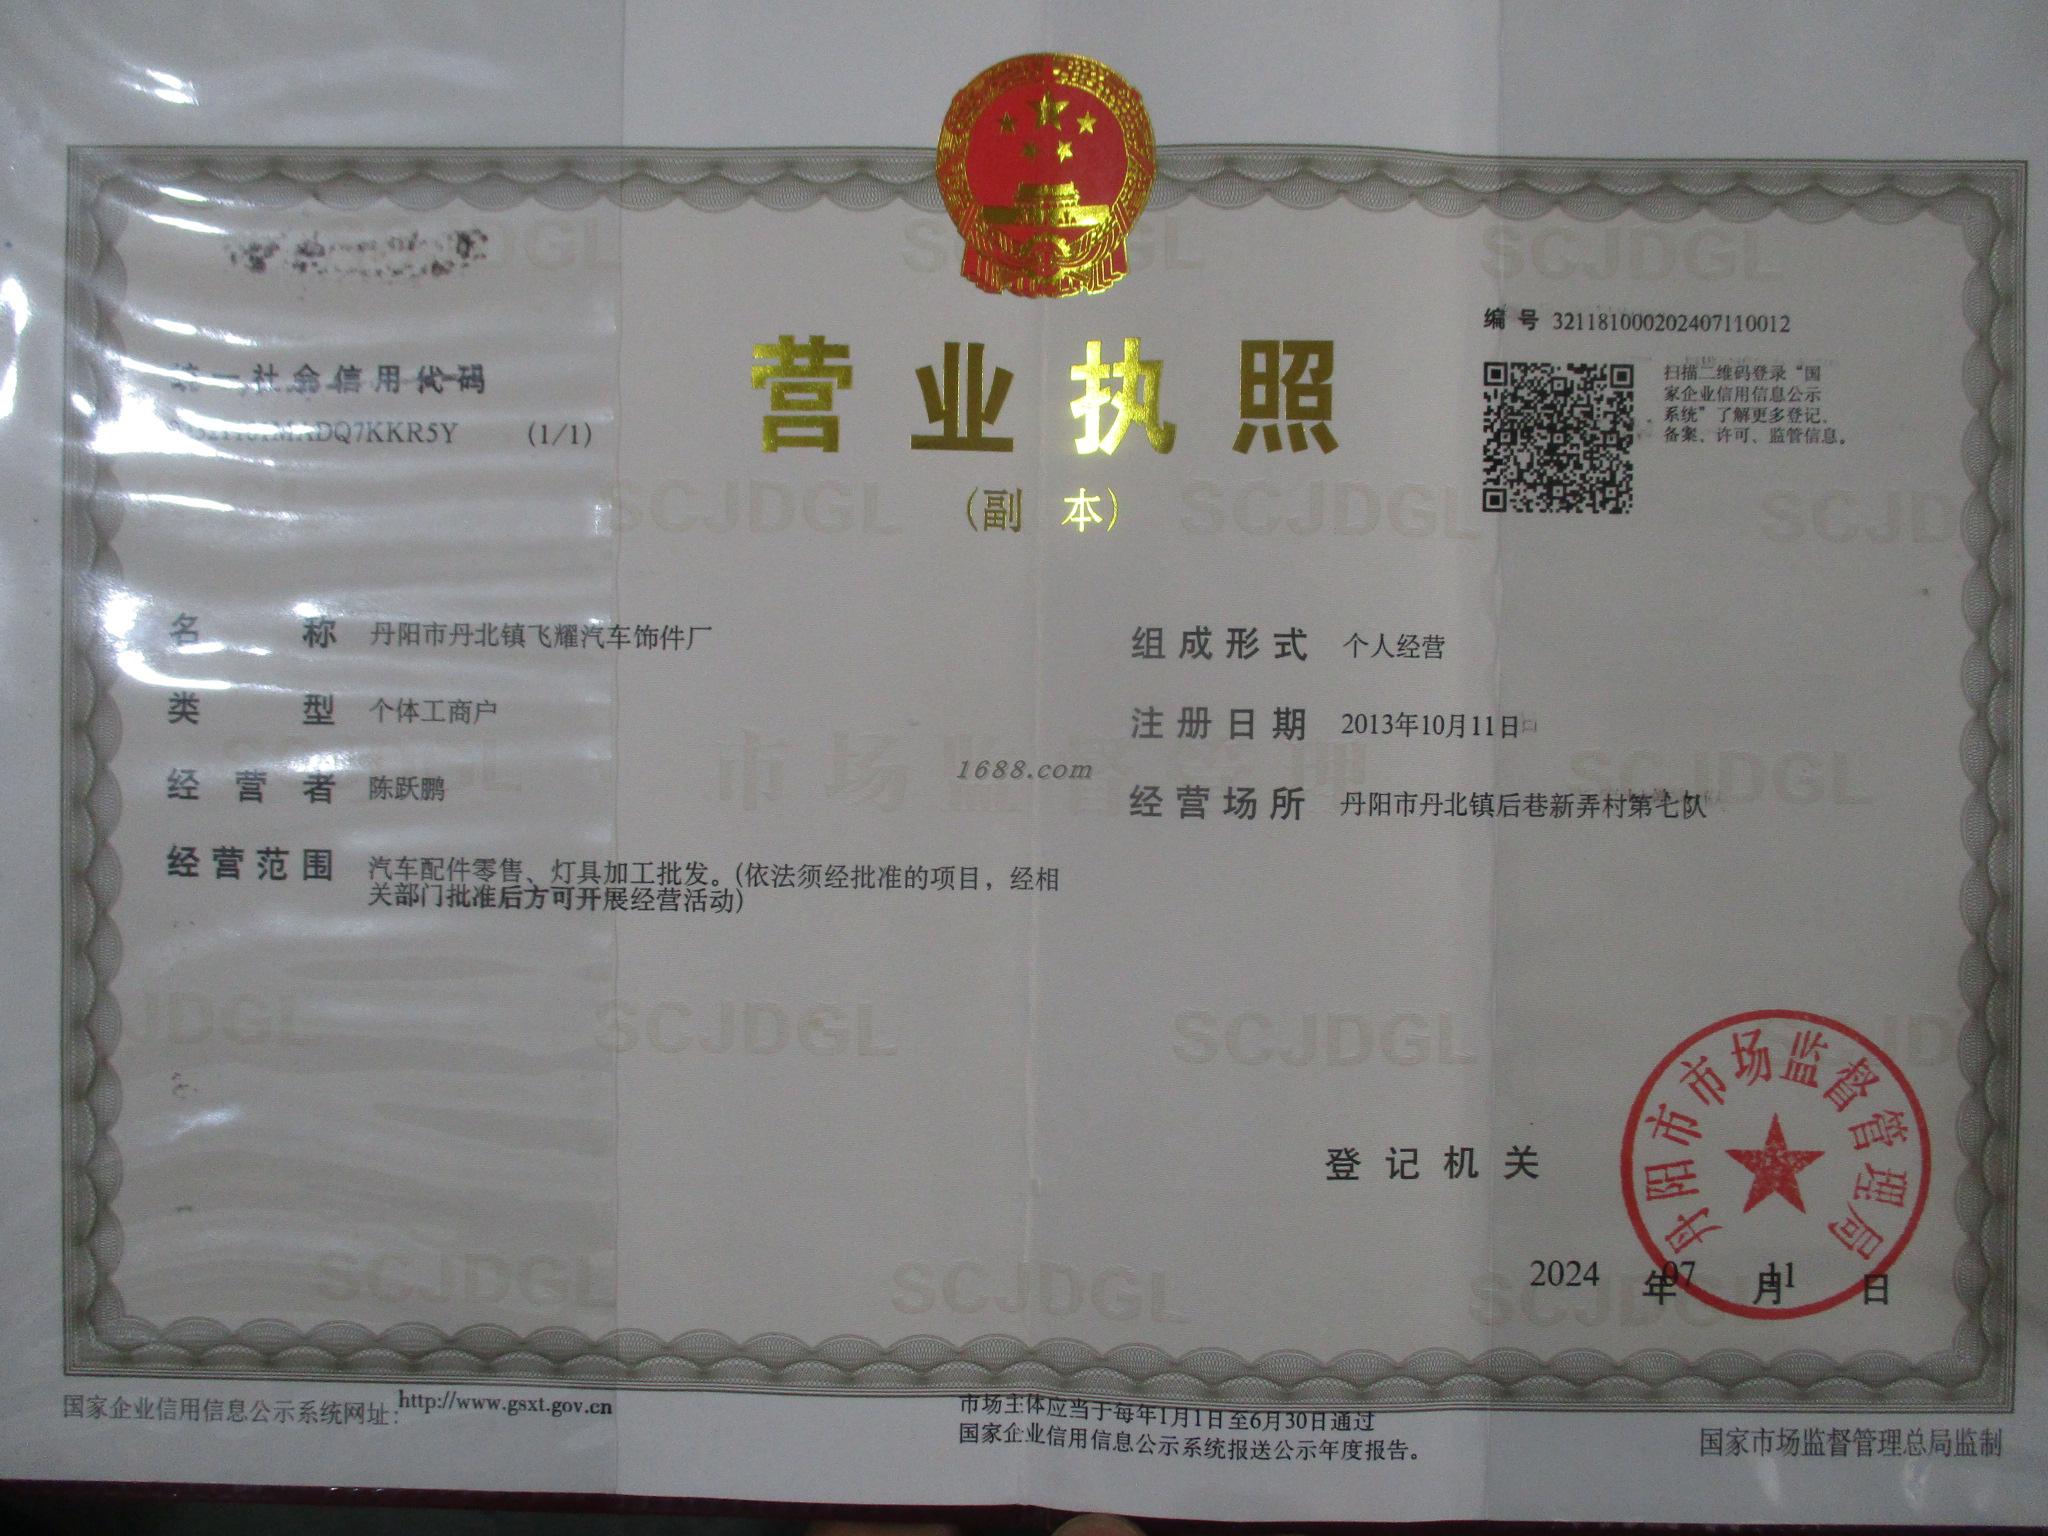 编号 321181000202407110012
统一社会信用代码
MADQ7KKR5Y (1/1)
营业执照
(副 本)
扫描二维码登录“国
家企业信用信息公示
系统”了解更多登记、
备案、许可、监管信息。
名称 丹阳市丹北镇飞耀汽车饰件厂
类型 个体工商户
经营者 陈跃鹏
经营范围 汽车配件零售、灯具加工批发。(依法须经批准的项目，经相
关部门批准后方可开展经营活动)
组成形式 个人经营
注册日期 2013年10月11日
经营场所 丹阳市丹北镇后巷新弄村第七队
1688.com
登记机关
丹阳市市场监督管理局
2024 年 07 月 11 日
国家企业信用信息公示系统网址：http://www.gsxt.gov.cn
市场主体应当于每年1月1日至6月30日通过
国家企业信用信息公示系统报送公示年度报告。
国家市场监督管理总局监制